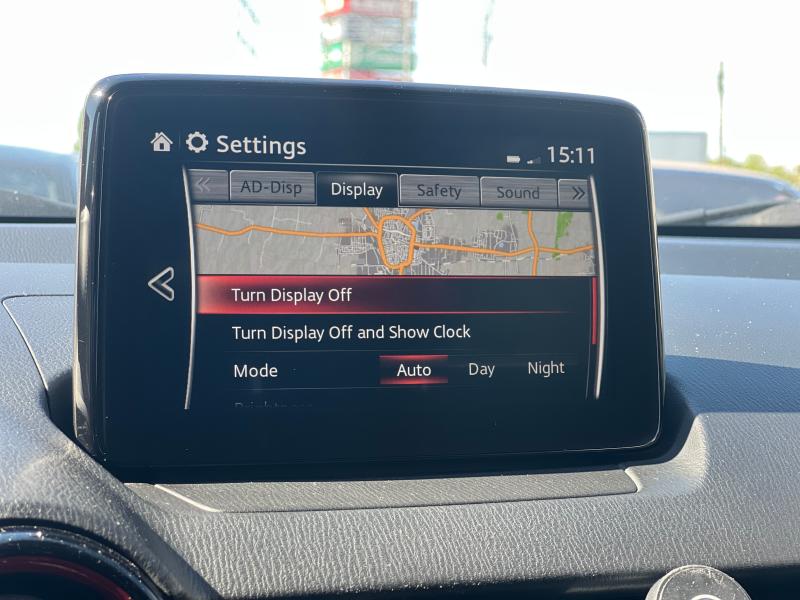 Settings
15:11
AD-Disp Display Safety Sound
Turn Display Off
Turn Display Off and Show Clock
Mode Auto Day Night
Brightness